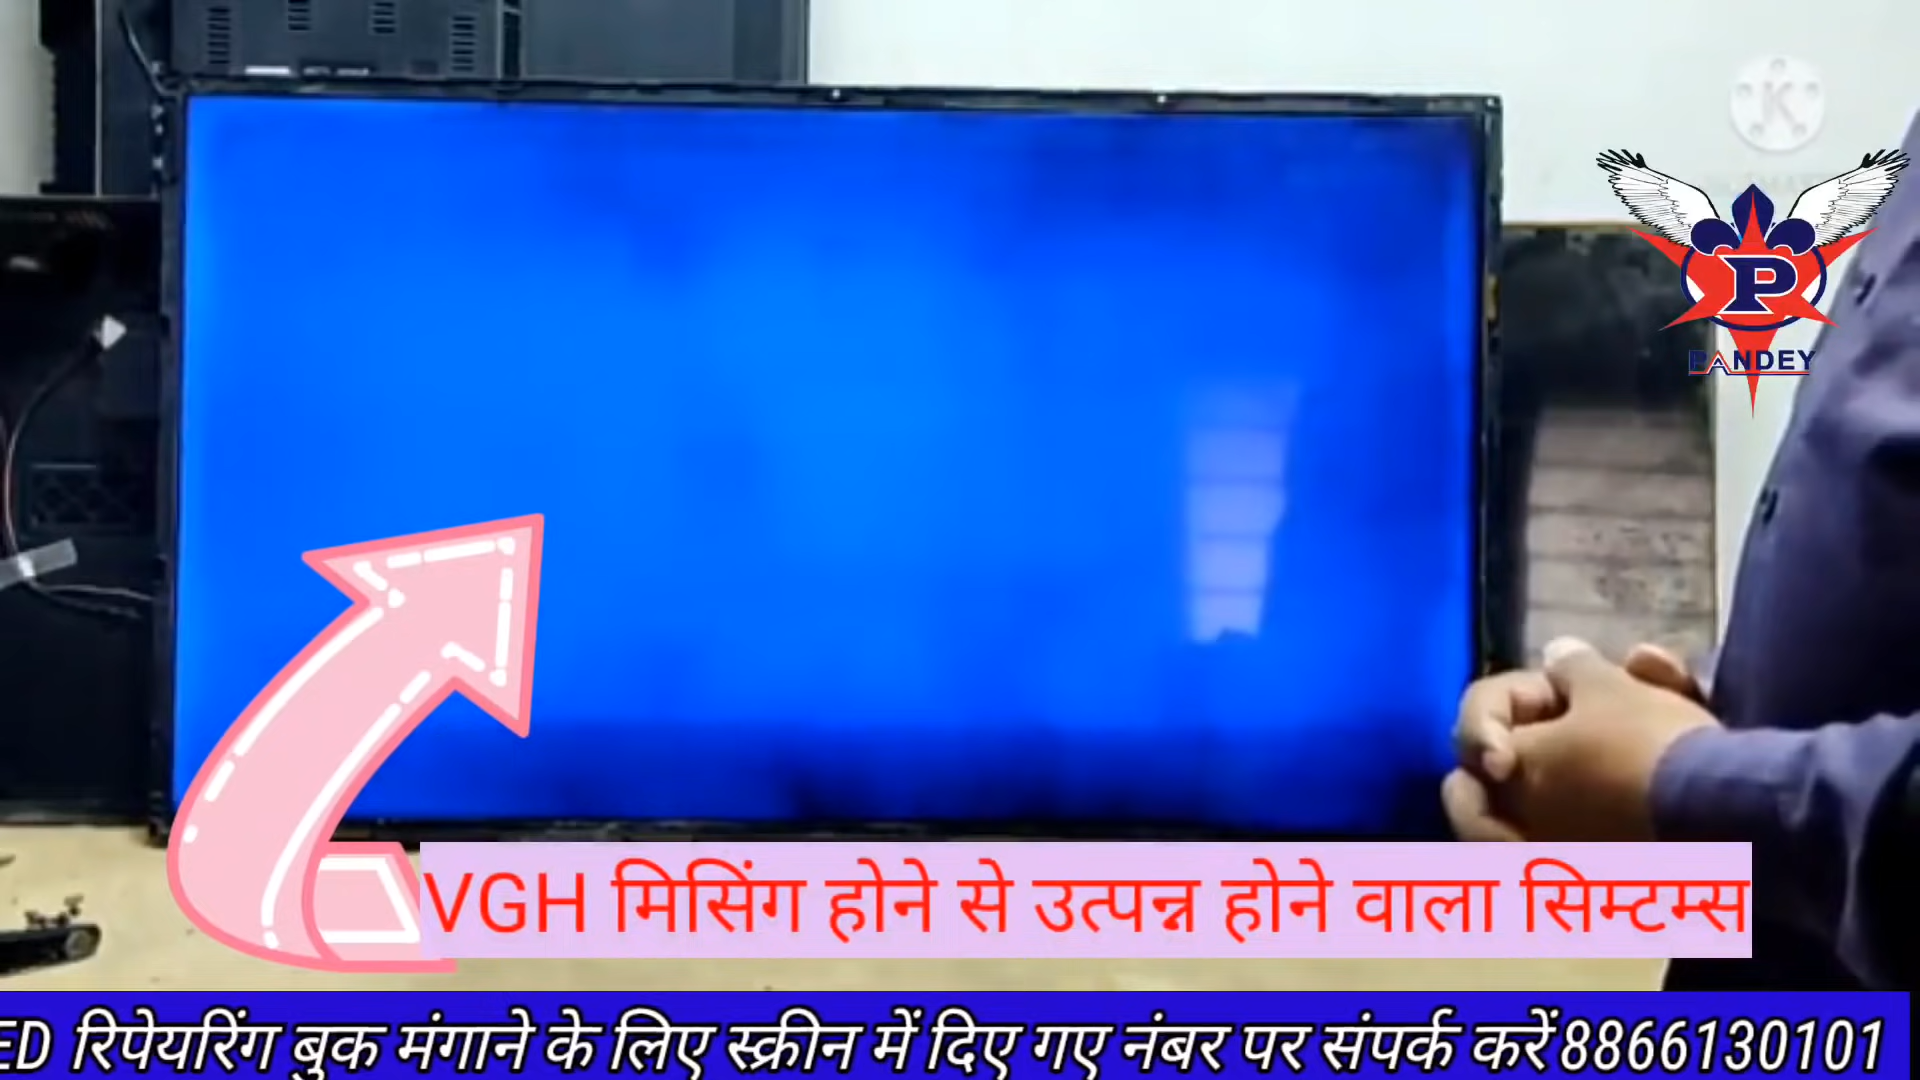 K
P
PANDEY
VGH मिसिंग होने से उत्पन्न होने वाला सिम्टम्स
ED रिपेयरिंग बुक मंगाने के लिए स्क्रीन में दिए गए नंबर पर संपर्क करें 8866130101